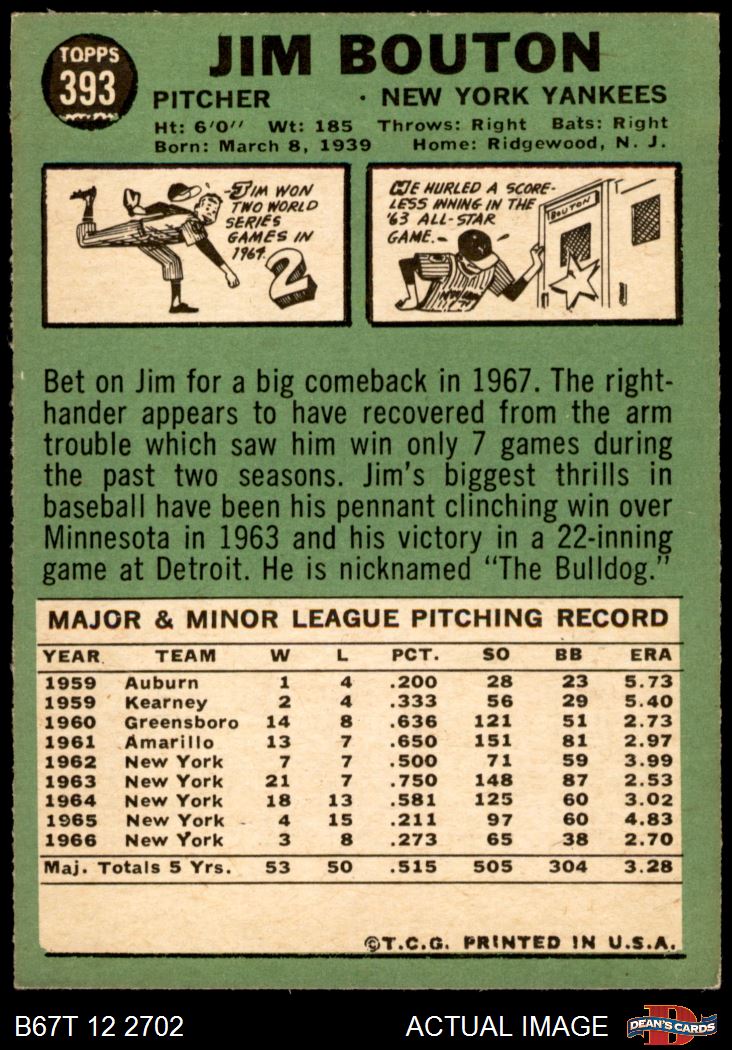 TOPPS
393
JIM BOUTON
PITCHER · NEW YORK YANKEES
Ht: 6'0'' Wt: 185 Throws: Right Bats: Right
Born: March 8, 1939 Home: Ridgewood, N. J.
-JIM WON
TWO WORLD
SERIES
GAMES IN
1964.
2
HE HURLED A SCORE-
LESS INNING IN THE
'63 ALL-STAR
GAME.-
BOUTON
Bet on Jim for a big comeback in 1967. The right-
hander appears to have recovered from the arm
trouble which saw him win only 7 games during
the past two seasons. Jim's biggest thrills in
baseball have been his pennant clinching win over
Minnesota in 1963 and his victory in a 22-inning
game at Detroit. He is nicknamed "The Bulldog."
MAJOR & MINOR LEAGUE PITCHING RECORD
YEAR TEAM W L PCT. SO BB ERA
1959 Auburn 1 4 .200 28 23 5.73
1959 Kearney 2 4 .333 56 29 5.40
1960 Greensboro 14 8 .636 121 51 2.73
1961 Amarillo 13 7 .650 151 81 2.97
1962 New York 7 7 .500 71 59 3.99
1963 New York 21 7 .750 148 87 2.53
1964 New York 18 13 .581 125 60 3.02
1965 New York 4 15 .211 97 60 4.83
1966 New York 3 8 .273 65 38 2.70
Maj. Totals 5 Yrs. 53 50 .515 505 304 3.28
©T.C.G. PRINTED IN U.S.A.
B67T 12 2702 ACTUAL IMAGE
D
DEAN'S CARDS